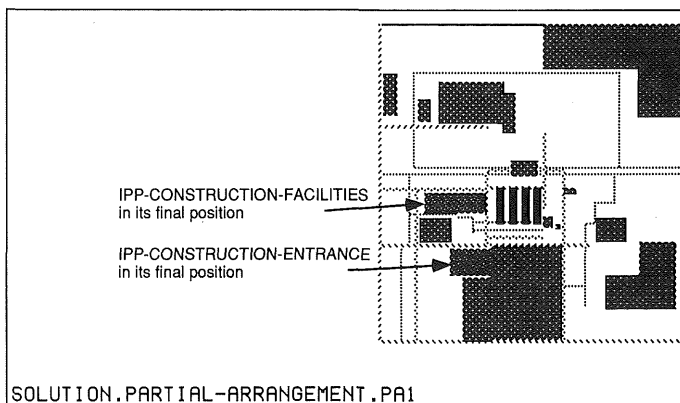 IPP-CONSTRUCTION-FACILITIES
in its final position
IPP-CONSTRUCTION-ENTRANCE
in its final position
SOLUTION.PARTIAL-ARRANGEMENT.PA1